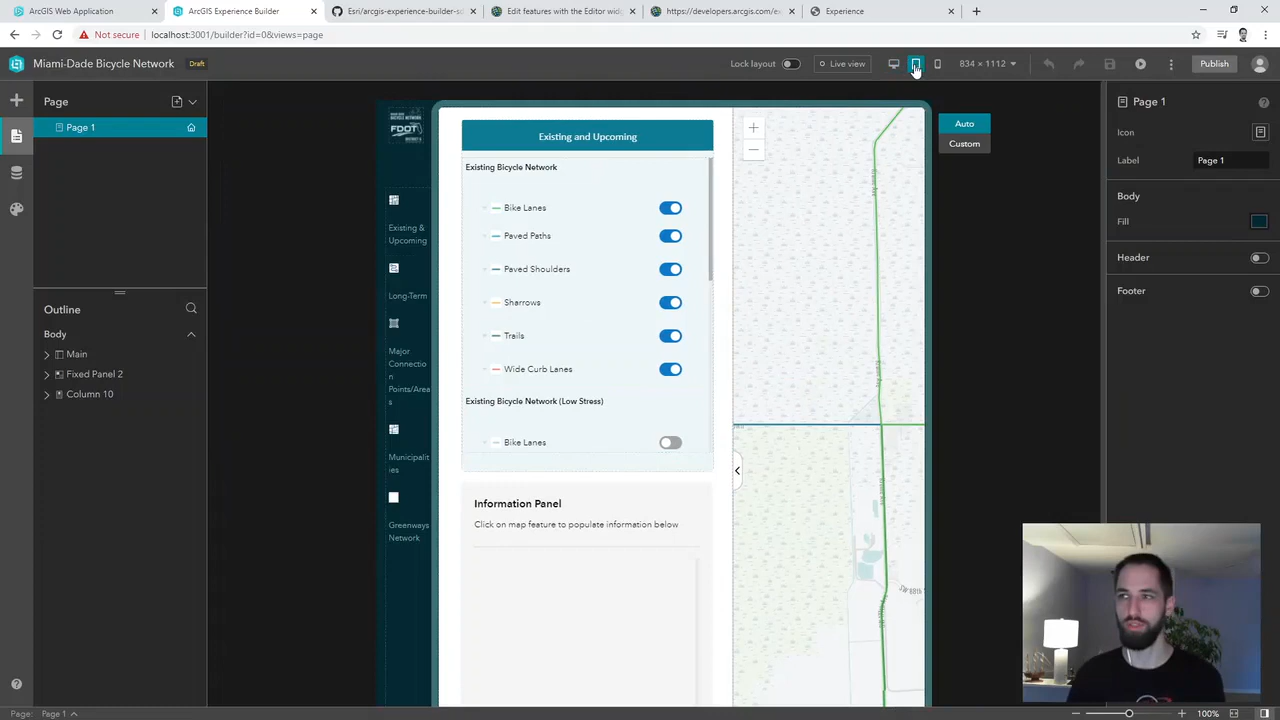 ArcGIS Web Application
ArcGIS Experience Builder
Esri/arcgis-experience-builder-sd
Edit features with the Editor widg
https://developers.arcgis.com/ex
Experience
Not secure
localhost:3001/builder?id=0&views=page
Miami-Dade Bicycle Network
Draft
Lock layout
Live view
834 × 1112
Publish
Page
Page 1
Outline
Body
Main
Fixed Panel 2
Column 10
FDOT
Existing &
Upcoming
Long-Term
Major
Connectio
n
Points/Area
s
Municipalit
ies
Greenways
Network
Existing and Upcoming
Existing Bicycle Network
Bike Lanes
Paved Paths
Paved Shoulders
Sharrows
Trails
Wide Curb Lanes
Existing Bicycle Network (Low Stress)
Bike Lanes
Information Panel
Click on map feature to populate information below
SW 88th
Auto
Custom
Page 1
Icon
Label
Page 1
Body
Fill
Header
Footer
Page:
Page 1
100%